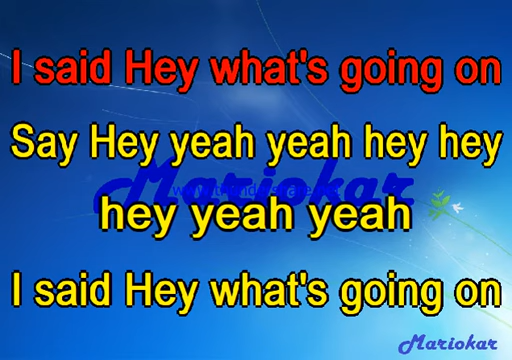 I said Hey what's going on
Say Hey yeah yeah hey hey
Mariokar
hey yeah yeah
I said Hey what's going on
Mariokar